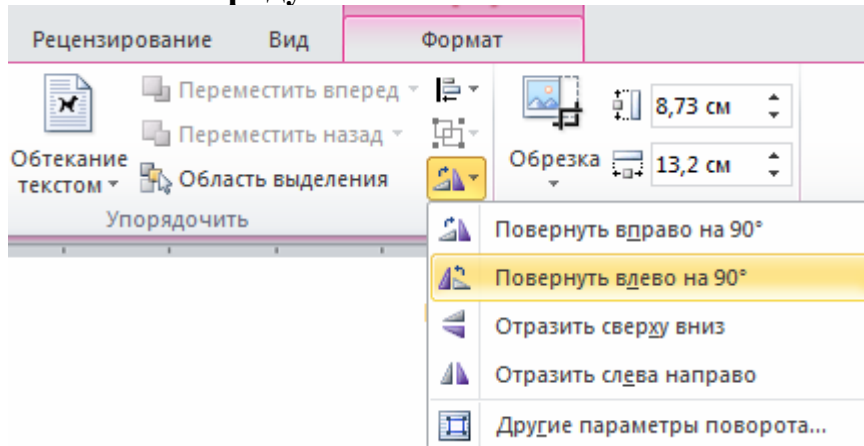 Рецензирование Вид Формат
Переместить вперед
8,73 см
Переместить назад
Обтекание текстом
Область выделения
Обрезка
13,2 см
Упорядочить
Повернуть вправо на 90°
Повернуть влево на 90°
Отразить сверху вниз
Отразить слева направо
Другие параметры поворота...